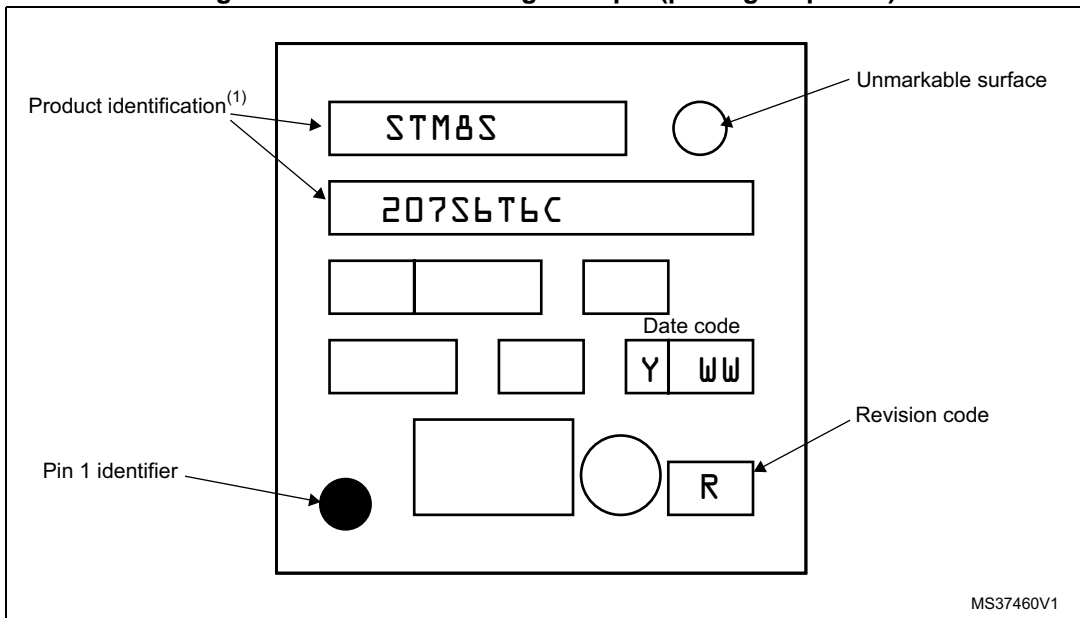 Unmarkable surface
Product identification(1)
STM8S
207S6T6C
Date code
Y WW
Revision code
Pin 1 identifier
R
MS37460V1